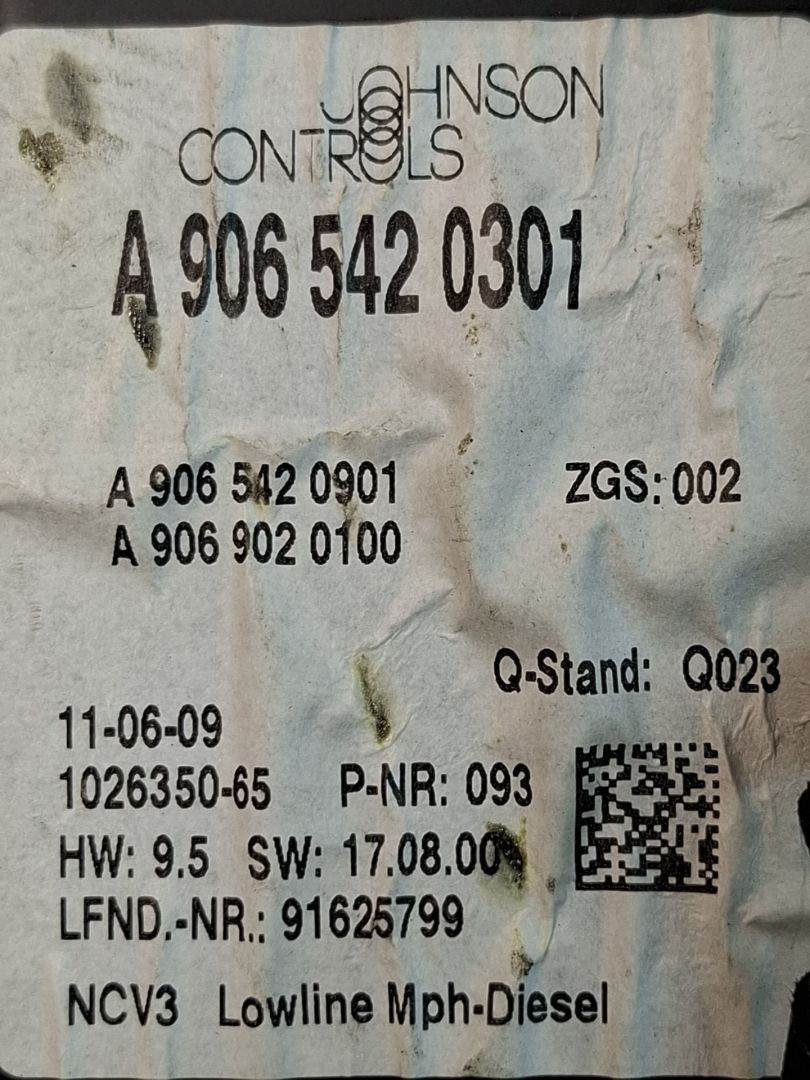 JOHNSON
CONTROLS
A 906 542 0301
A 906 542 0901 ZGS: 002
A 906 902 0100
Q-Stand: Q023
11-06-09
1026350-65 P-NR: 093
HW: 9.5 SW: 17.08.00
LFND.-NR.: 91625799
NCV3 Lowline Mph-Diesel